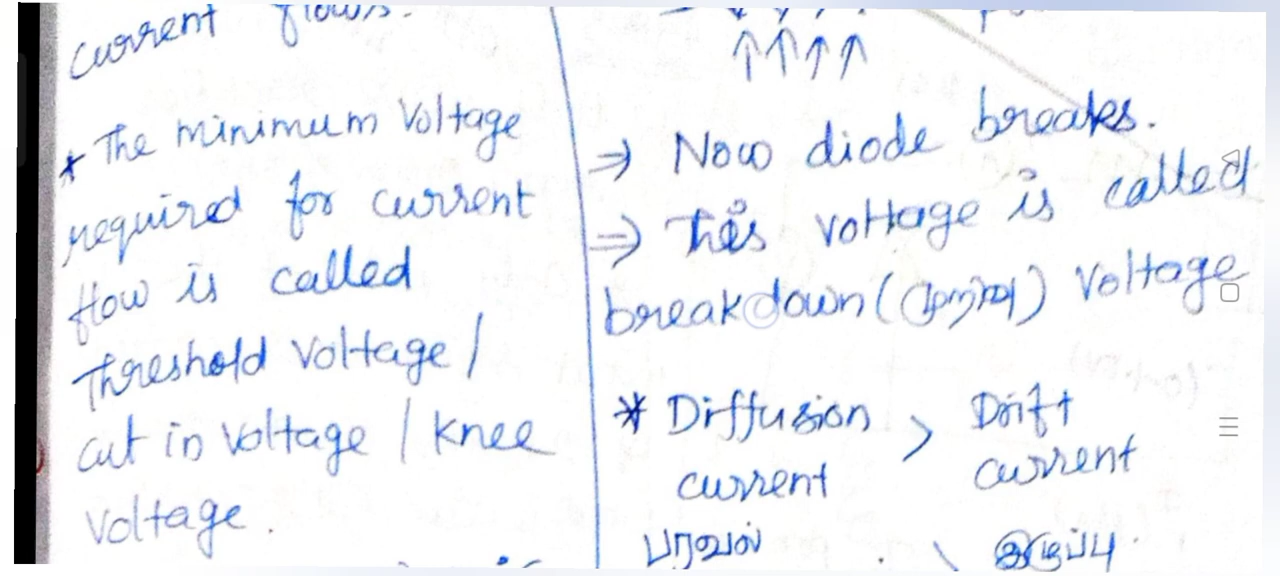 current flows.
* The minimum Voltage
required for current
flow is called
Threshold Voltage /
cut in voltage / knee
Voltage.
⇒ Now diode breaks.
⇒ This voltage is called
breakdown (முறிவு) Voltage
* Diffusion > Drift
current current
பரவல் > இழுப்பு